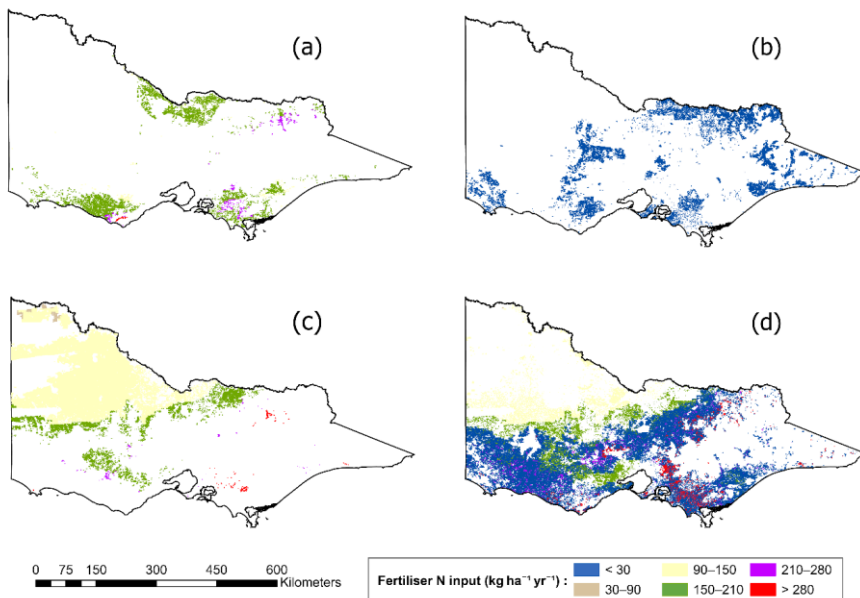 (a)
(b)
(c)
(d)
0 75 150 300 450 600
Kilometers
Fertiliser N input (kg ha⁻¹ yr⁻¹) :
< 30 90–150 210–280
30–90 150–210 > 280